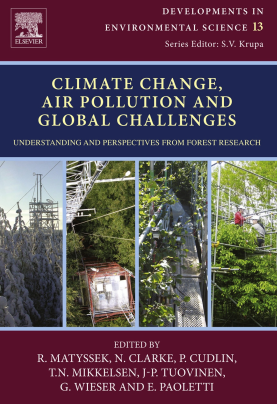 DEVELOPMENTS IN
ENVIRONMENTAL SCIENCE 13
Series Editor: S.V. Krupa
ELSEVIER
CLIMATE CHANGE,
AIR POLLUTION AND
GLOBAL CHALLENGES
UNDERSTANDING AND PERSPECTIVES FROM FOREST RESEARCH
EDITED BY
R. MATYSSEK, N. CLARKE, P. CUDLIN,
T.N. MIKKELSEN, J-P. TUOVINEN,
G. WIESER AND E. PAOLETTI